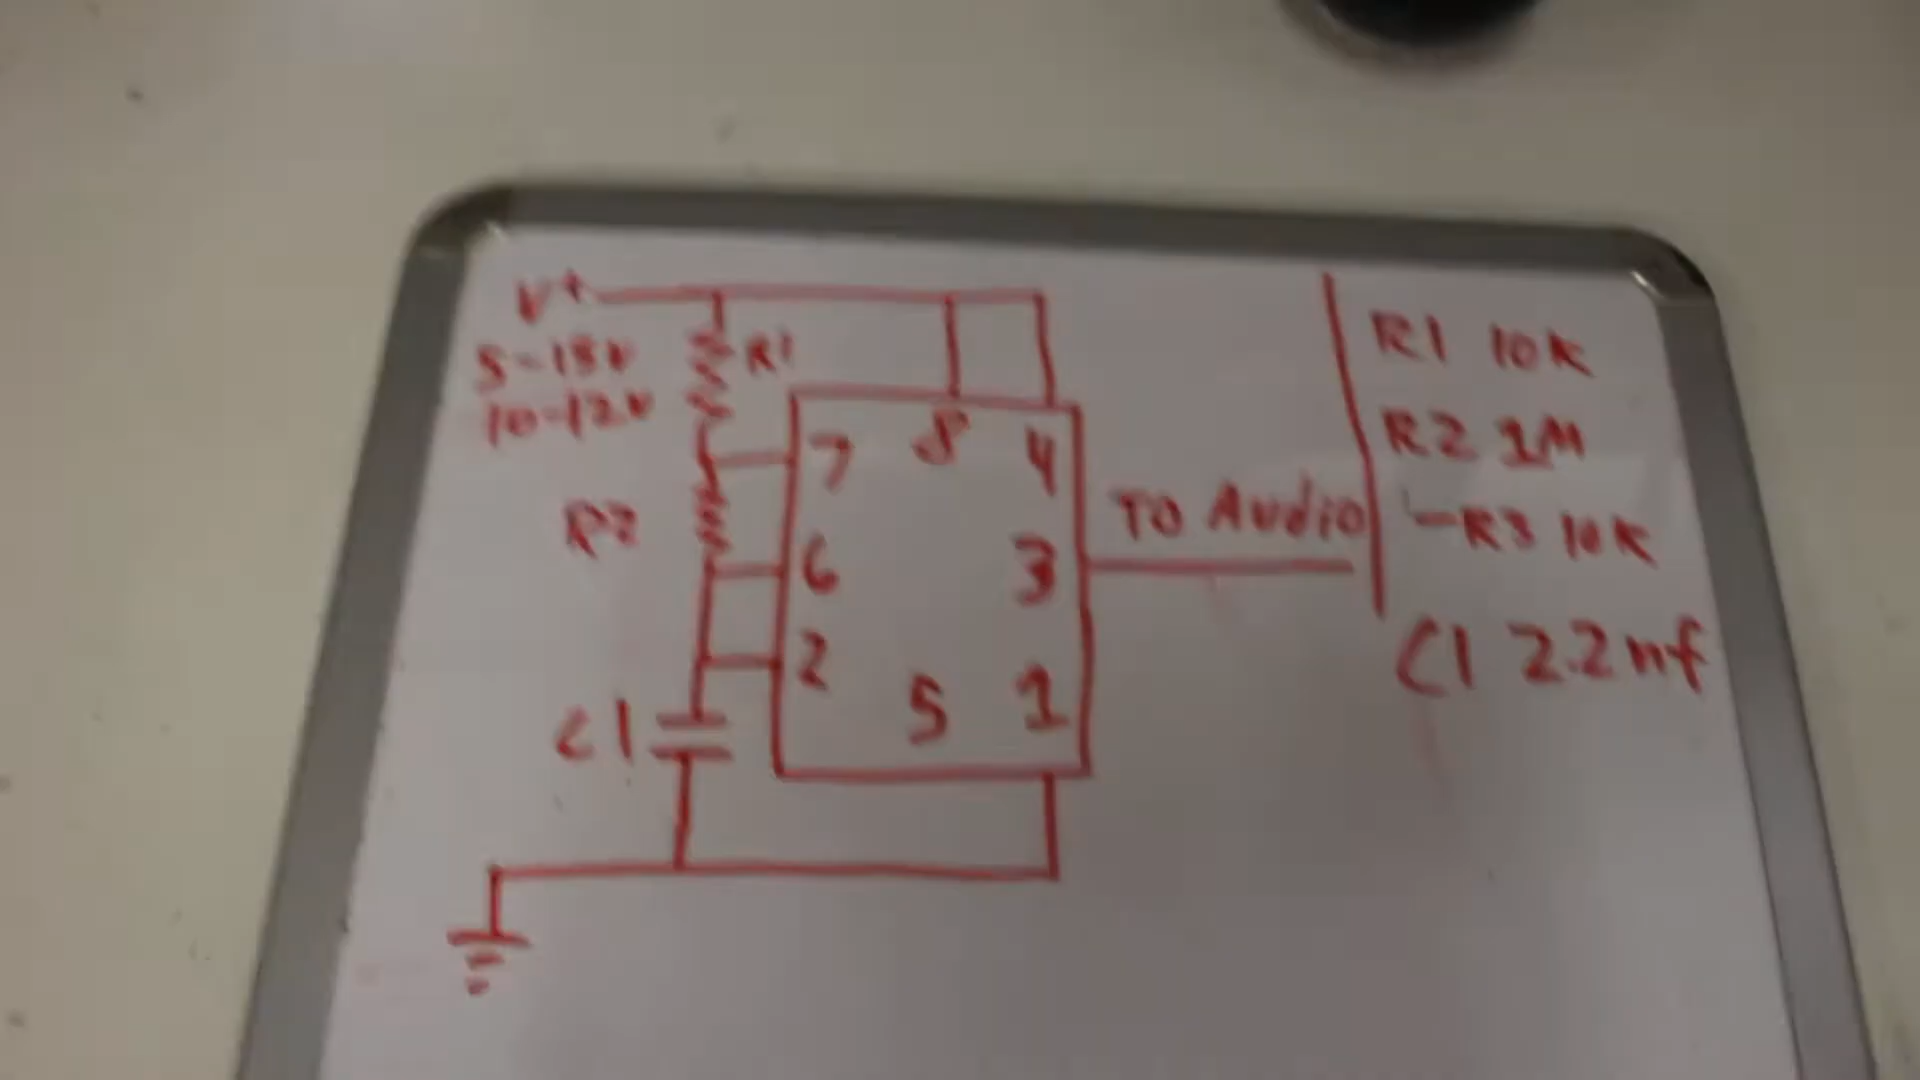 V+
5-15V
10-12V
R1
7 8 4
R2
6 3
TO Audio
2
5 1
C1
R1 10K
R2 1M
-R3 10K
C1 2.2nf